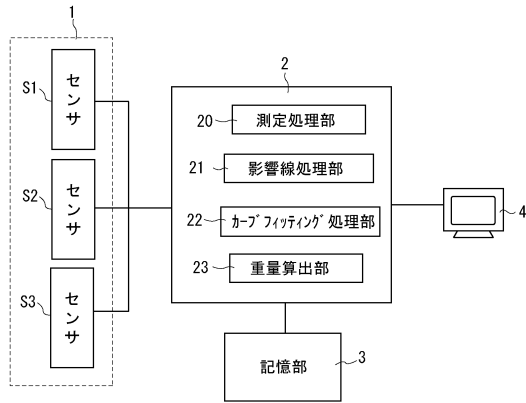 1
S1
センサ
S2
センサ
S3
センサ
2
20
測定処理部
21
影響線処理部
22
ｶｰﾌﾞﾌｨｯﾃｨﾝｸﾞ処理部
23
重量算出部
3
記憶部
4